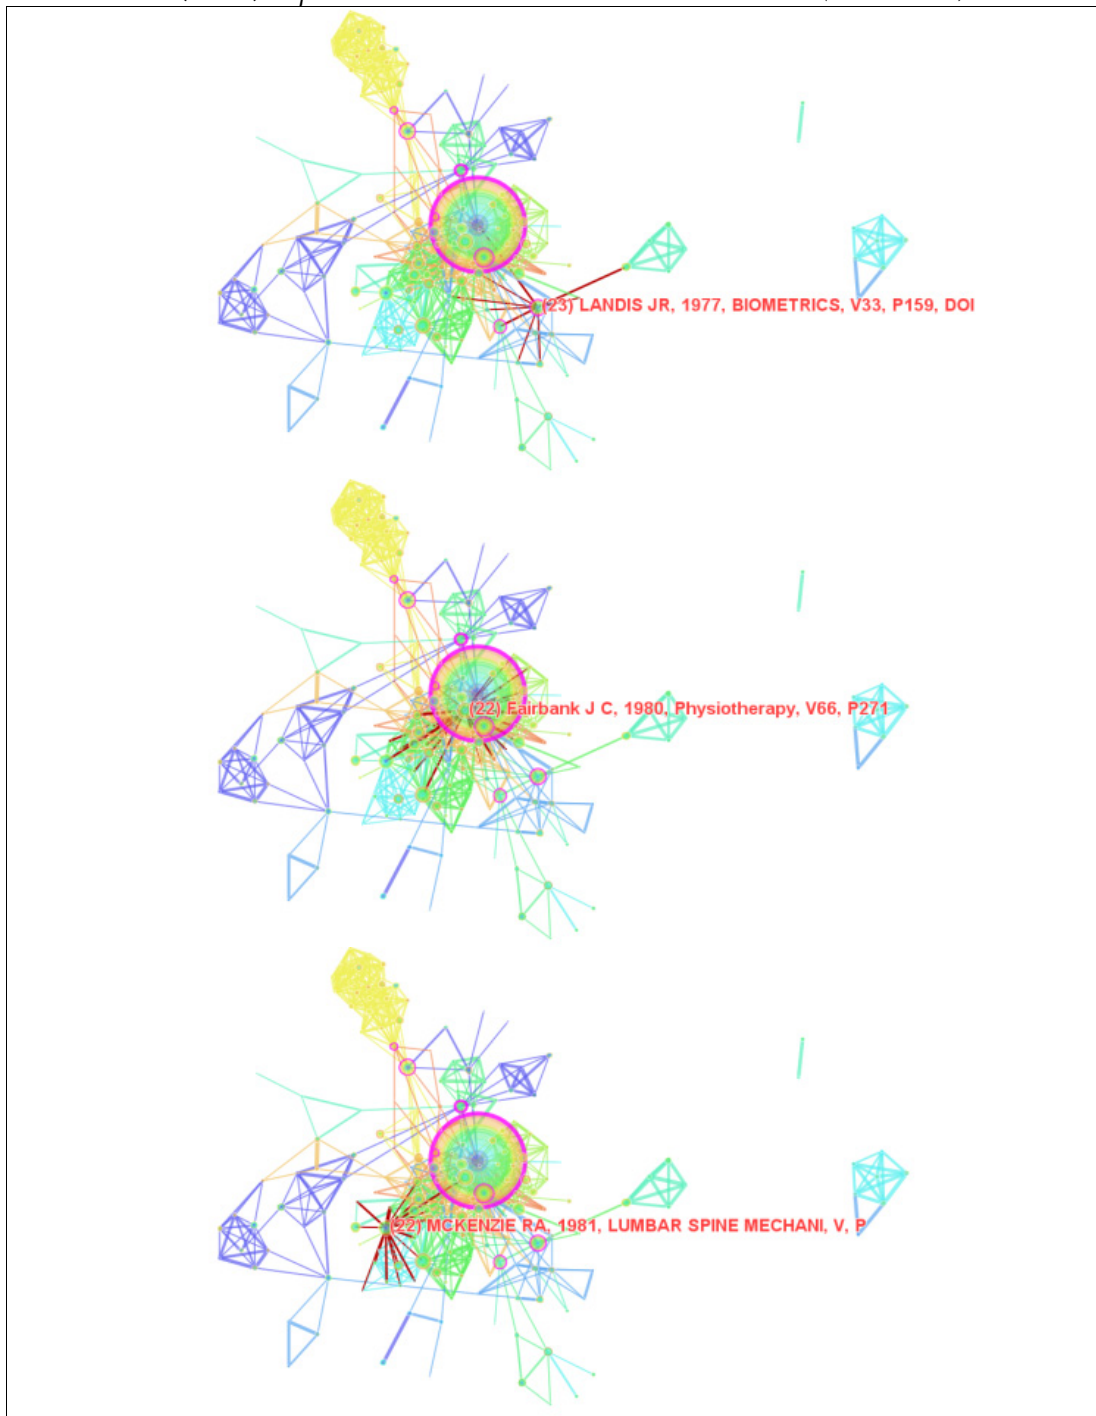 (23) LANDIS JR, 1977, BIOMETRICS, V33, P159, DOI
(22) Fairbank J C, 1980, Physiotherapy, V66, P271
(22) MCKENZIE RA, 1981, LUMBAR SPINE MECHANI, V, P